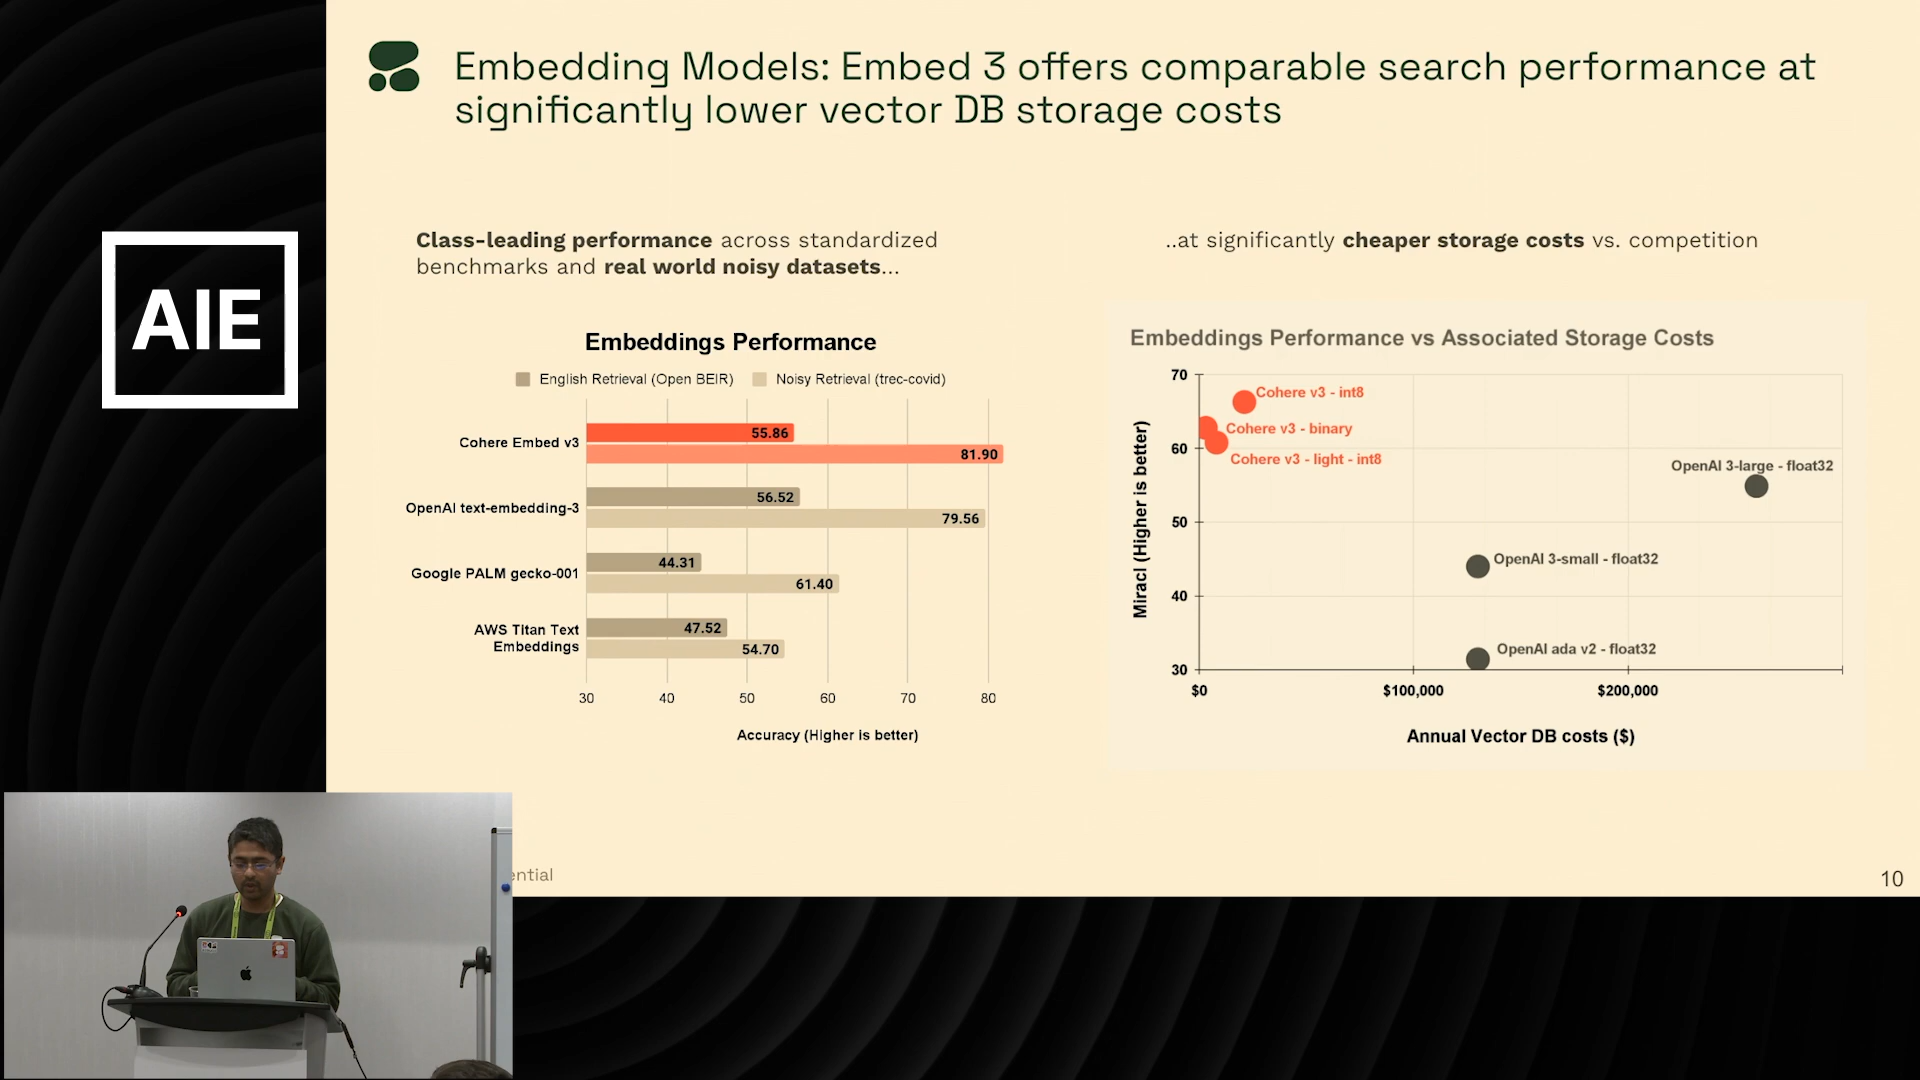 AIE
Embedding Models: Embed 3 offers comparable search performance at
significantly lower vector DB storage costs
Class-leading performance across standardized
benchmarks and real world noisy datasets...
Embeddings Performance
English Retrieval (Open BEIR)
Noisy Retrieval (trec-covid)
Cohere Embed v3
55.86
81.90
OpenAI text-embedding-3
56.52
79.56
Google PALM gecko-001
44.31
61.40
AWS Titan Text
Embeddings
47.52
54.70
30 40 50 60 70 80
Accuracy (Higher is better)
..at significantly cheaper storage costs vs. competition
Embeddings Performance vs Associated Storage Costs
Miracl (Higher is better)
70
60
50
40
30
Cohere v3 - int8
Cohere v3 - binary
Cohere v3 - light - int8
OpenAI 3-large - float32
OpenAI 3-small - float32
OpenAI ada v2 - float32
$0 $100,000 $200,000
Annual Vector DB costs ($)
ential
10